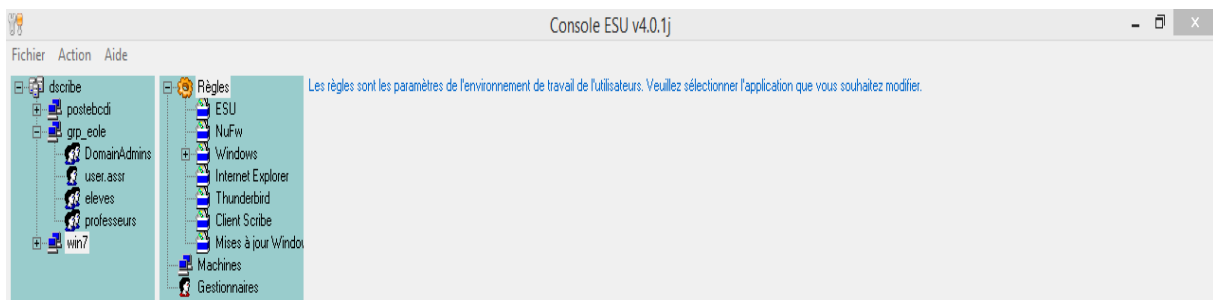 Console ESU v4.0.1j
Fichier Action Aide
dscribe
postebcdi
grp_eole
DomainAdmins
user.assr
eleves
professeurs
win7
Règles
ESU
NuFw
Windows
Internet Explorer
Thunderbird
Client Scribe
Mises à jour Windo
Machines
Gestionnaires
Les règles sont les paramètres de l'environnement de travail de l'utilisateurs. Veuillez sélectionner l'application que vous souhaitez modifier.